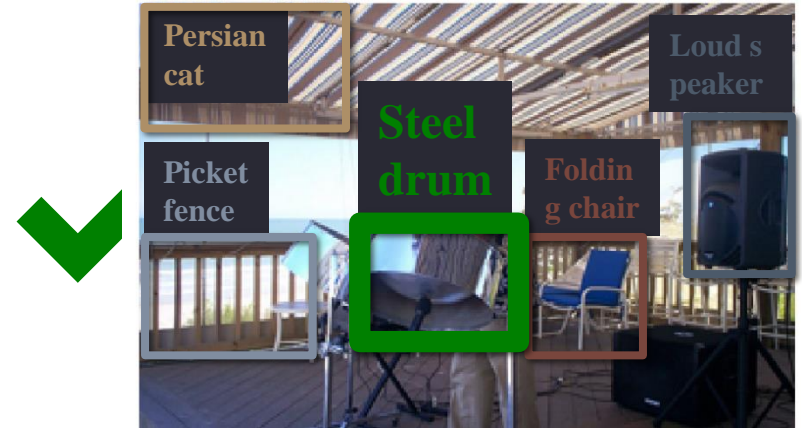 Persian
cat
Loud s
peaker
Steel
drum
Picket
fence
Foldin
g chair